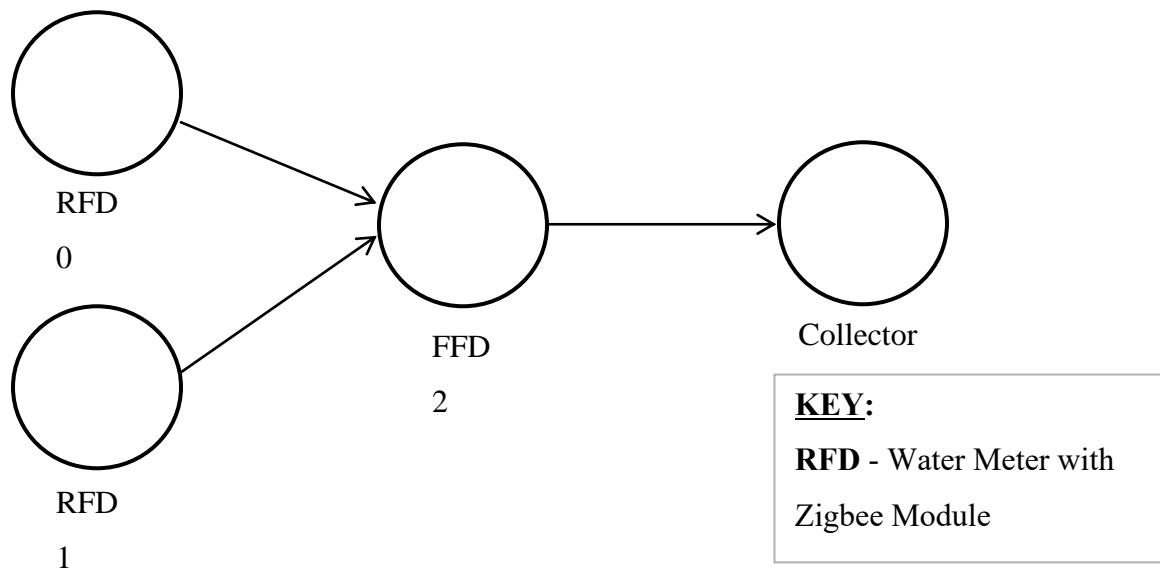 RFD
0
FFD
2
Collector
RFD
1
KEY:
RFD - Water Meter with
Zigbee Module